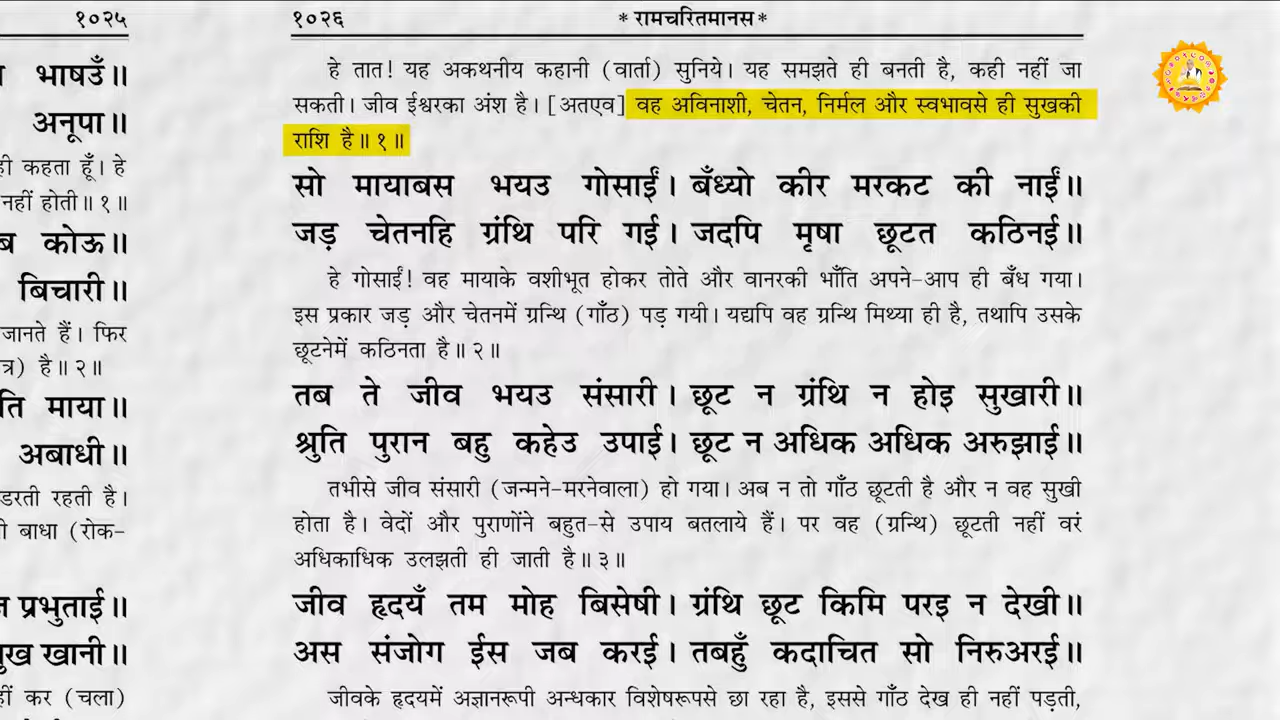 १०२५
भाषउँ॥
अनूपा॥
ही कहता हूँ। हे
नहीं होती॥१॥
ब कोऊ॥
बिचारी॥
जानते हैं। फिर
त्र) है॥२॥
ति माया॥
अबाधी॥
डरती रहती है।
बाधा (रोक-
प्रभुताई॥
मुख खानी॥
हीं कर (चला)
१०२६
*रामचरितमानस*
हे तात! यह अकथनीय कहानी (वार्ता) सुनिये। यह समझते ही बनती है, कही नहीं जा
सकती। जीव ईश्वरका अंश है। [अतएव] वह अविनाशी, चेतन, निर्मल और स्वभावसे ही सुखकी
राशि है॥१॥
सो मायाबस भयउ गोसाईं। बँध्यो कीर मरकट की नाईं॥
जड़ चेतनहि ग्रंथि परि गई। जदपि मृषा छूटत कठिनई॥
हे गोसाईं! वह मायाके वशीभूत होकर तोते और वानरकी भाँति अपने-आप ही बँध गया।
इस प्रकार जड़ और चेतनमें ग्रन्थि (गाँठ) पड़ गयी। यद्यपि वह ग्रन्थि मिथ्या ही है, तथापि उसके
छूटनेमें कठिनता है॥२॥
तब ते जीव भयउ संसारी। छूट न ग्रंथि न होइ सुखारी॥
श्रुति पुरान बहु कहेउ उपाई। छूट न अधिक अधिक अरुझाई॥
तभीसे जीव संसारी (जन्मने-मरनेवाला) हो गया। अब न तो गाँठ छूटती है और न वह सुखी
होता है। वेदों और पुराणोंने बहुत-से उपाय बतलाये हैं। पर वह (ग्रन्थि) छूटती नहीं वरं
अधिकाधिक उलझती ही जाती है॥३॥
जीव हृदयँ तम मोह बिसेषी। ग्रंथि छूट किमि परइ न देखी॥
अस संजोग ईस जब करई। तबहुँ कदाचित सो निरुअरई॥
जीवके हृदयमें अज्ञानरूपी अन्धकार विशेषरूपसे छा रहा है, इससे गाँठ देख ही नहीं पड़ती,